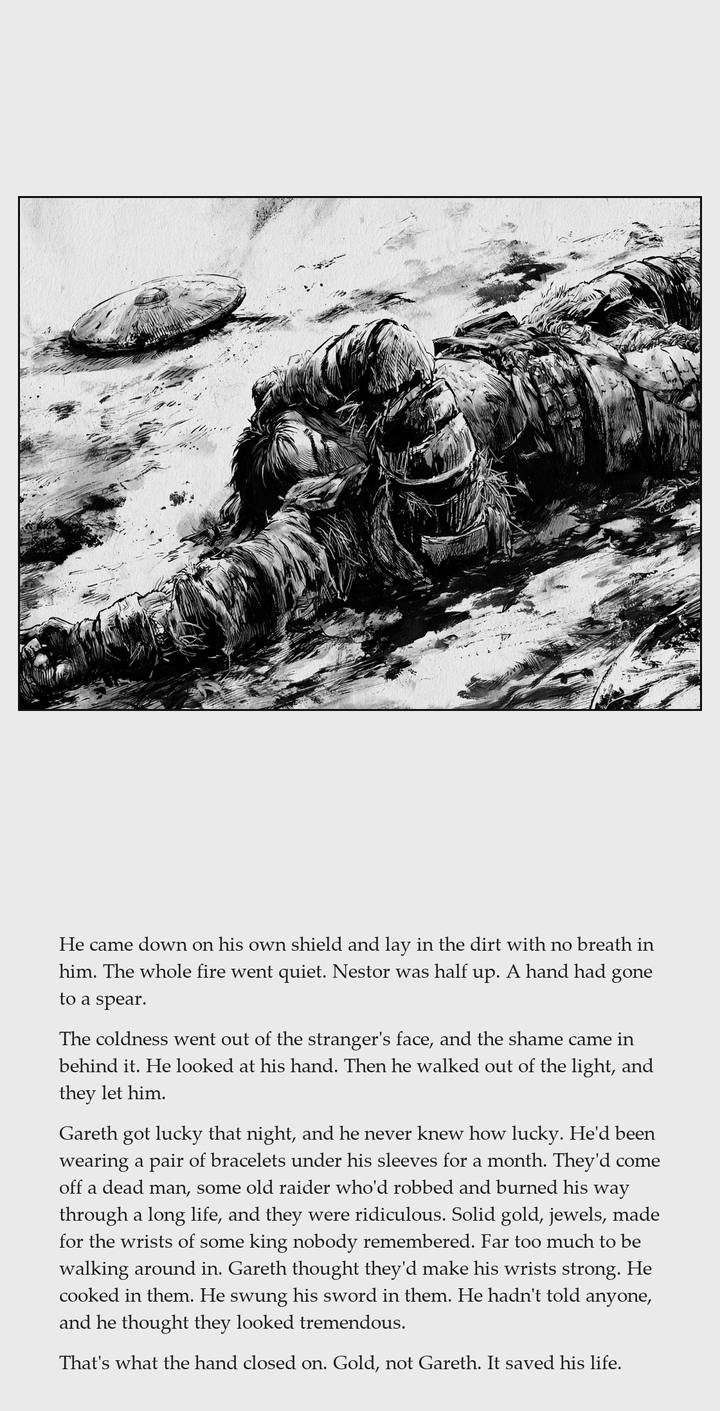 He came down on his own shield and lay in the dirt with no breath in
him. The whole fire went quiet. Nestor was half up. A hand had gone
to a spear.
The coldness went out of the stranger's face, and the shame came in
behind it. He looked at his hand. Then he walked out of the light, and
they let him.
Gareth got lucky that night, and he never knew how lucky. He'd been
wearing a pair of bracelets under his sleeves for a month. They'd come
off a dead man, some old raider who'd robbed and burned his way
through a long life, and they were ridiculous. Solid gold, jewels, made
for the wrists of some king nobody remembered. Far too much to be
walking around in. Gareth thought they'd make his wrists strong. He
cooked in them. He swung his sword in them. He hadn't told anyone,
and he thought they looked tremendous.
That's what the hand closed on. Gold, not Gareth. It saved his life.